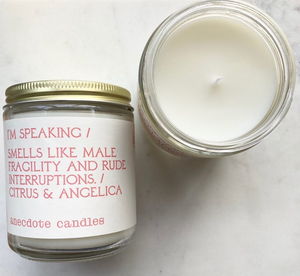 I'M SPEAKING /
SMELLS LIKE MALE
FRAGILITY AND RUDE
INTERRUPTIONS. /
CITRUS & ANGELICA
anecdote candles